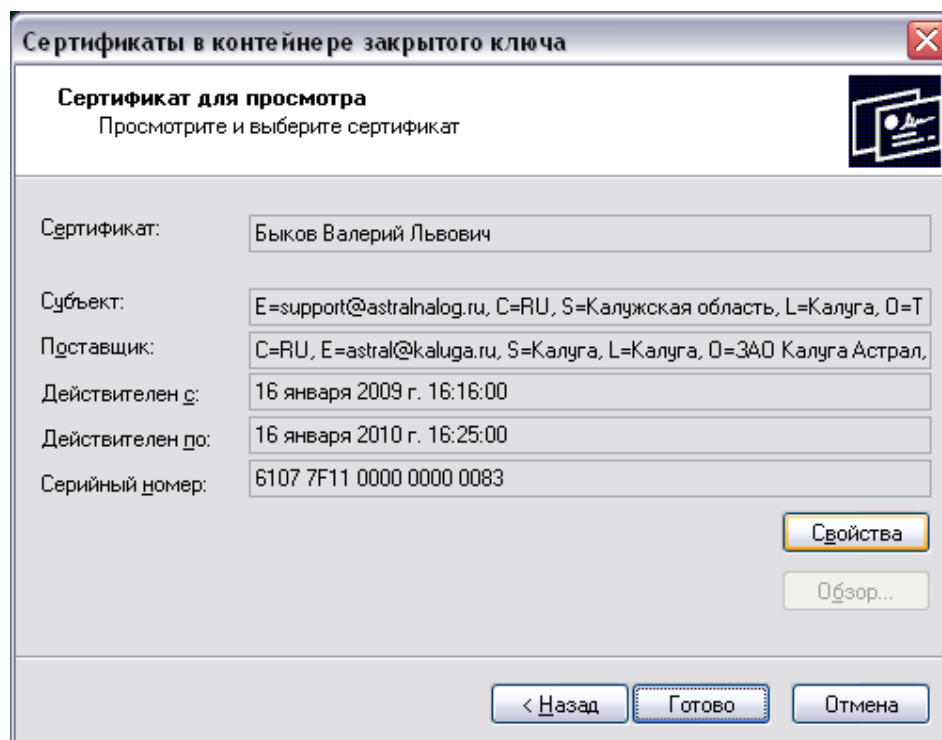 Сертификаты в контейнере закрытого ключа
Сертификат для просмотра
Просмотрите и выберите сертификат
Сертификат: Быков Валерий Львович
Субъект: E=support@astralnalog.ru, C=RU, S=Калужская область, L=Калуга, O=Т
Поставщик: C=RU, E=astral@kaluga.ru, S=Калуга, L=Калуга, O=ЗАО Калуга Астрал,
Действителен с: 16 января 2009 г. 16:16:00
Действителен по: 16 января 2010 г. 16:25:00
Серийный номер: 6107 7F11 0000 0000 0083
Свойства
Обзор...
< Назад Готово Отмена